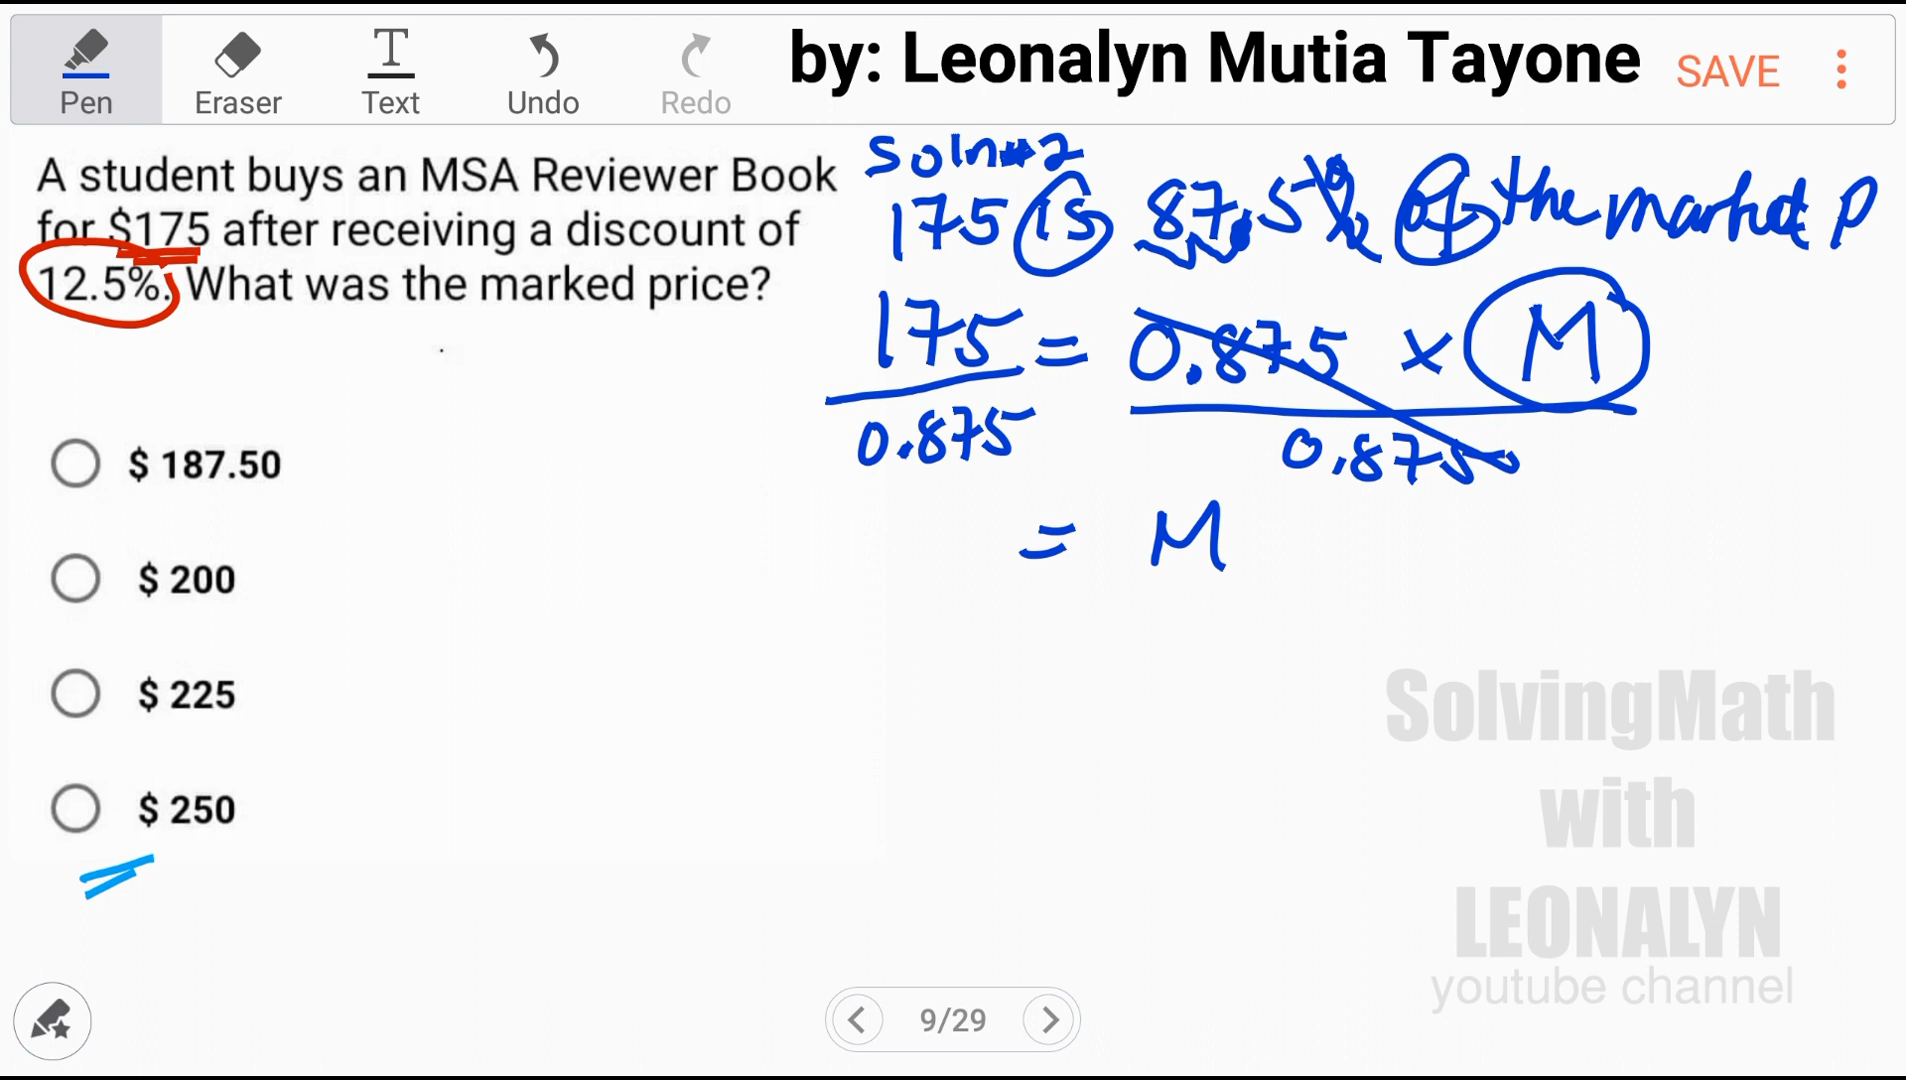 Pen
Eraser
Text
Undo
Redo
by: Leonalyn Mutia Tayone
SAVE
A student buys an MSA Reviewer Book
for $175 after receiving a discount of
12.5%. What was the marked price?
$ 187.50
$ 200
$ 225
$ 250
Soln#2
175 is 87.5% of the market P
175 = 0.875 x M
0.875 0.875
= M
SolvingMath
with
LEONALYN
youtube channel
9/29